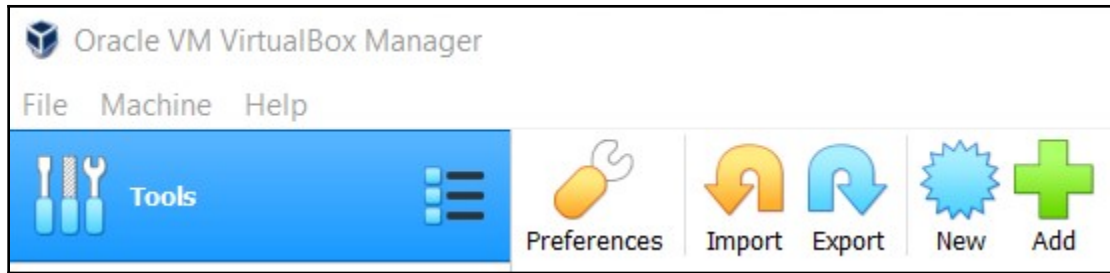 Oracle VM VirtualBox Manager
File Machine Help
Tools
Preferences Import Export New Add